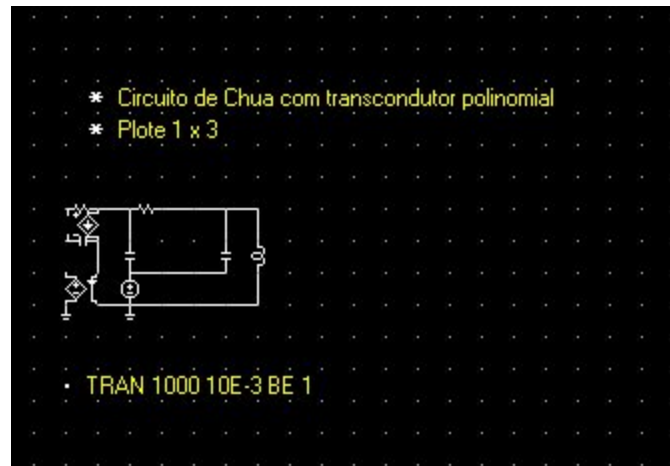 * Circuito de Chua com transcondutor polinomial
* Plote 1 x 3
· TRAN 1000 10E-3 BE 1